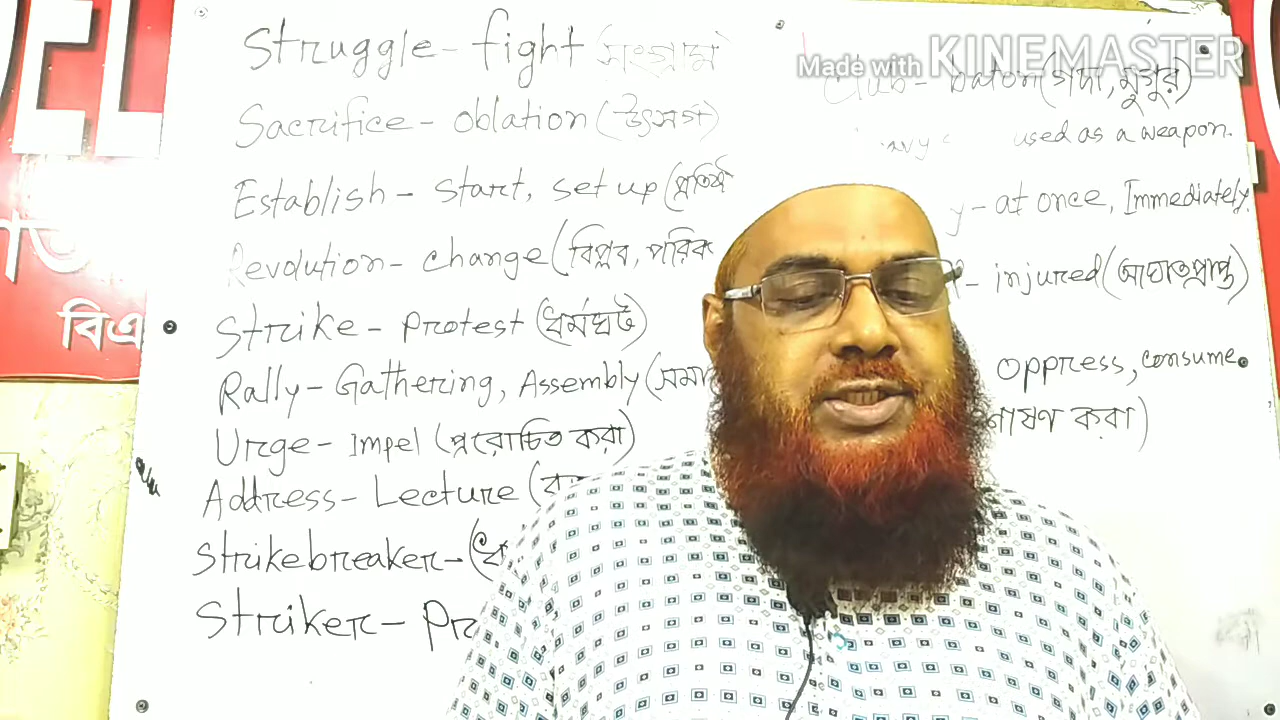 Struggle - fight (সংগ্রাম)
Sacrifice - oblation (উৎসর্গ)
Establish - start, set up (প্রতিষ্ঠ
Revolution - change (বিপ্লব, পরিব
Strike - protest (ধর্মঘট)
Rally - Gathering, Assembly (সমা
Urge - Impel (প্ররোচিত করা)
Address - Lecture (ব
Strikebreaker - (ধ
Striker - Pr
Made with KINEMASTER
Club - baton (গদা, মুগুর)
used as a weapon.
y - at once, Immediately.
- injured (আঘাতপ্রাপ্ত)
oppress, consume
করা)
EL
বিএ